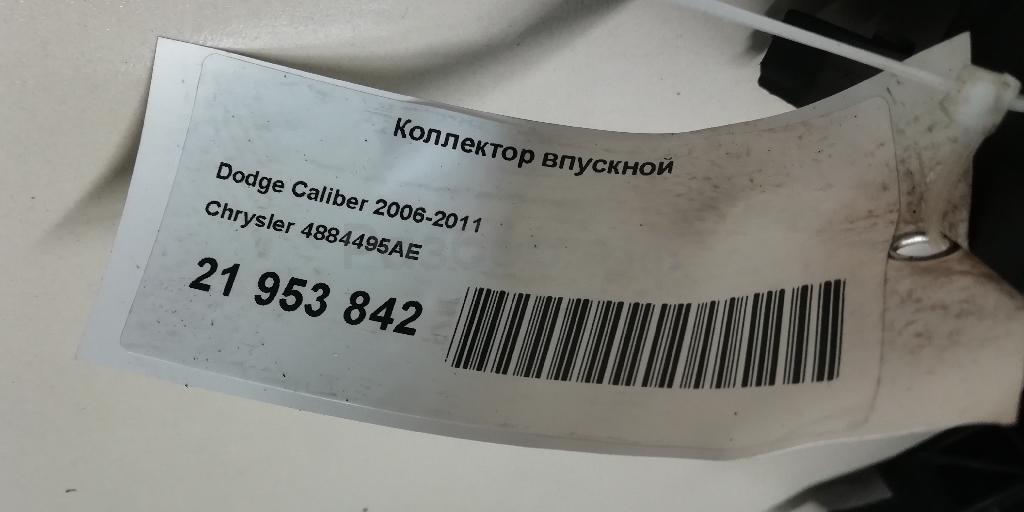 Коллектор впускной
Dodge Caliber 2006-2011
Chrysler 4884495AE
21 953 842